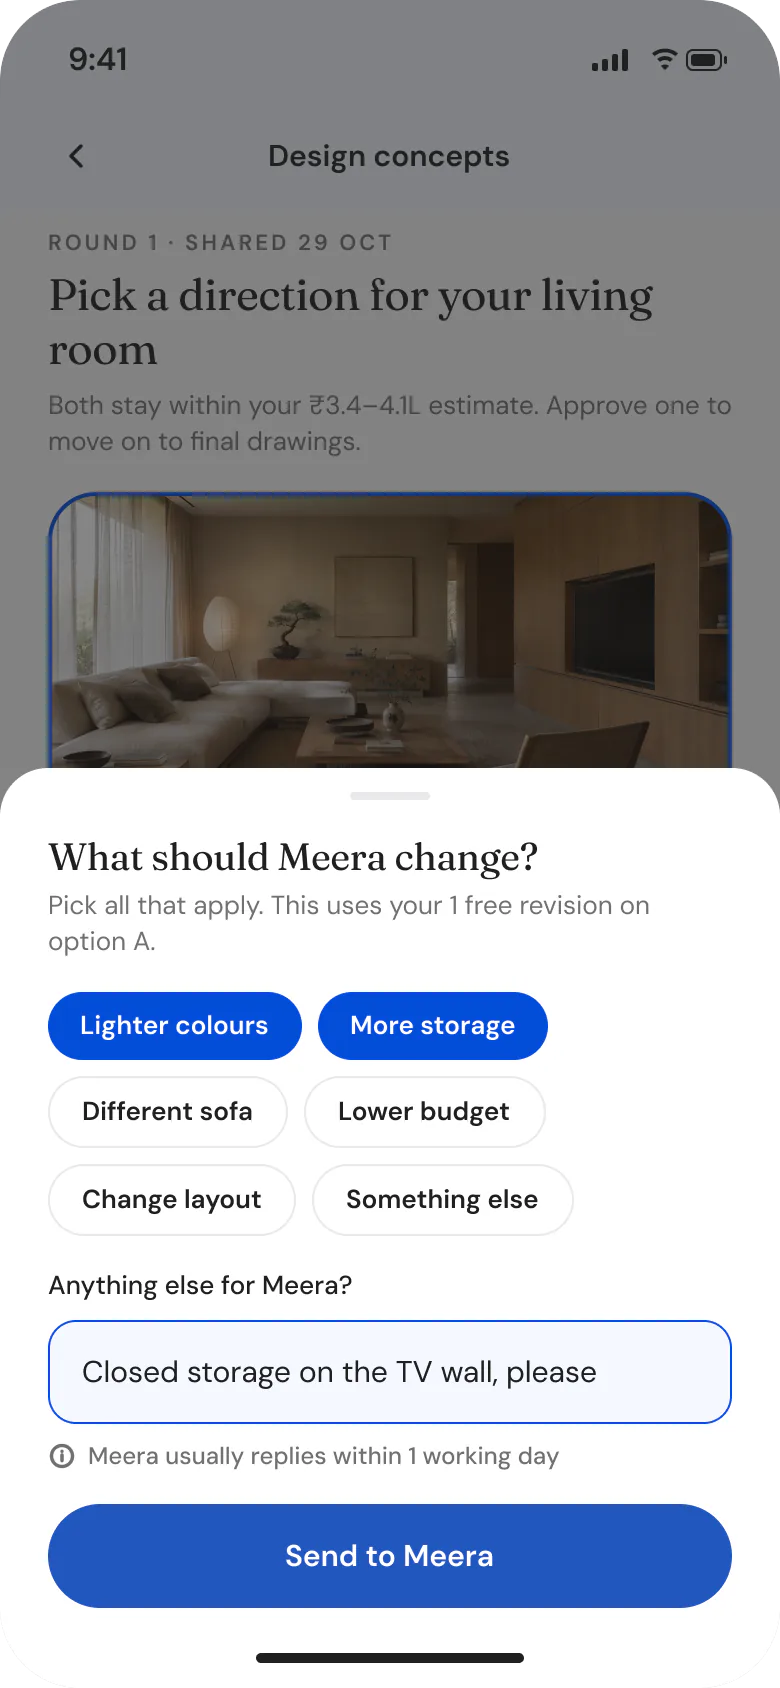 9:41
Design concepts
ROUND 1 · SHARED 29 OCT
Pick a direction for your living
room
Both stay within your ₹3.4–4.1L estimate. Approve one to
move on to final drawings.
What should Meera change?
Pick all that apply. This uses your 1 free revision on
option A.
Lighter colours
More storage
Different sofa
Lower budget
Change layout
Something else
Anything else for Meera?
Closed storage on the TV wall, please
Meera usually replies within 1 working day
Send to Meera